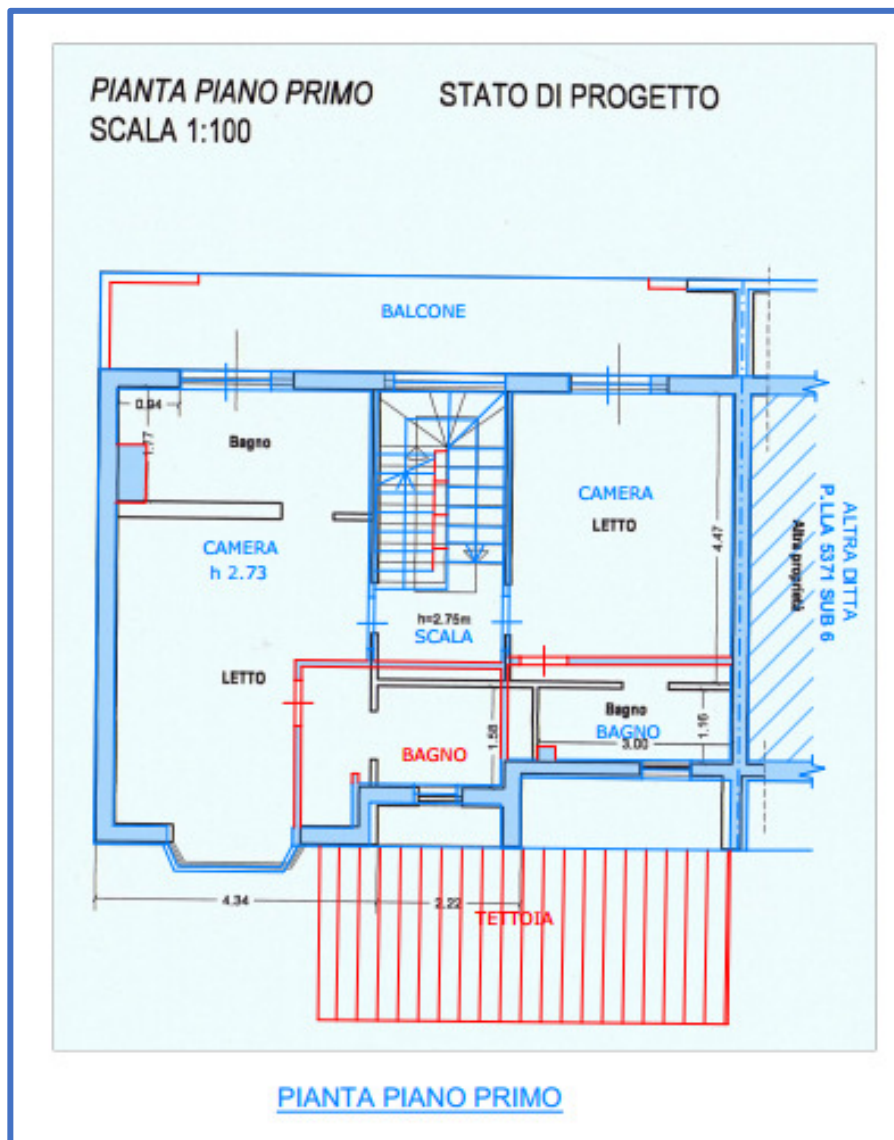 PIANTA PIANO PRIMO STATO DI PROGETTO
SCALA 1:100
BALCONE
0.94
1.77
Bagno
CAMERA
LETTO
4.47
ALTRA DITTA
P.LLA 5371 SUB 6
Altra proprietà
CAMERA
h 2.73
h=2.75m
SCALA
LETTO
Bagno
BAGNO
3.00
1.16
1.58
BAGNO
4.34
2.22
TETTOIA
PIANTA PIANO PRIMO